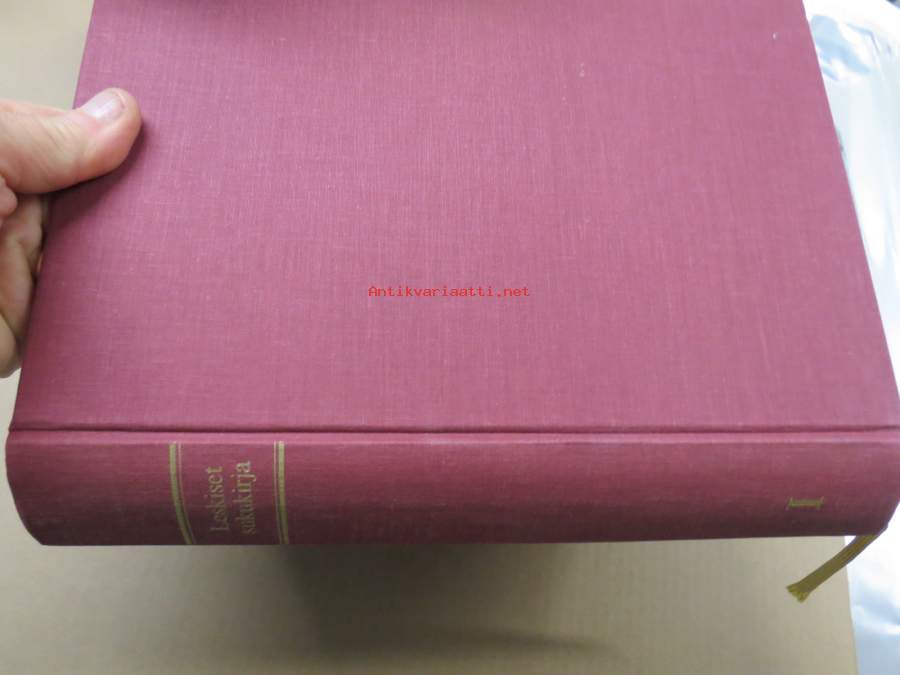 Antikvariaatti.net
Leskiset
sukukirja
I